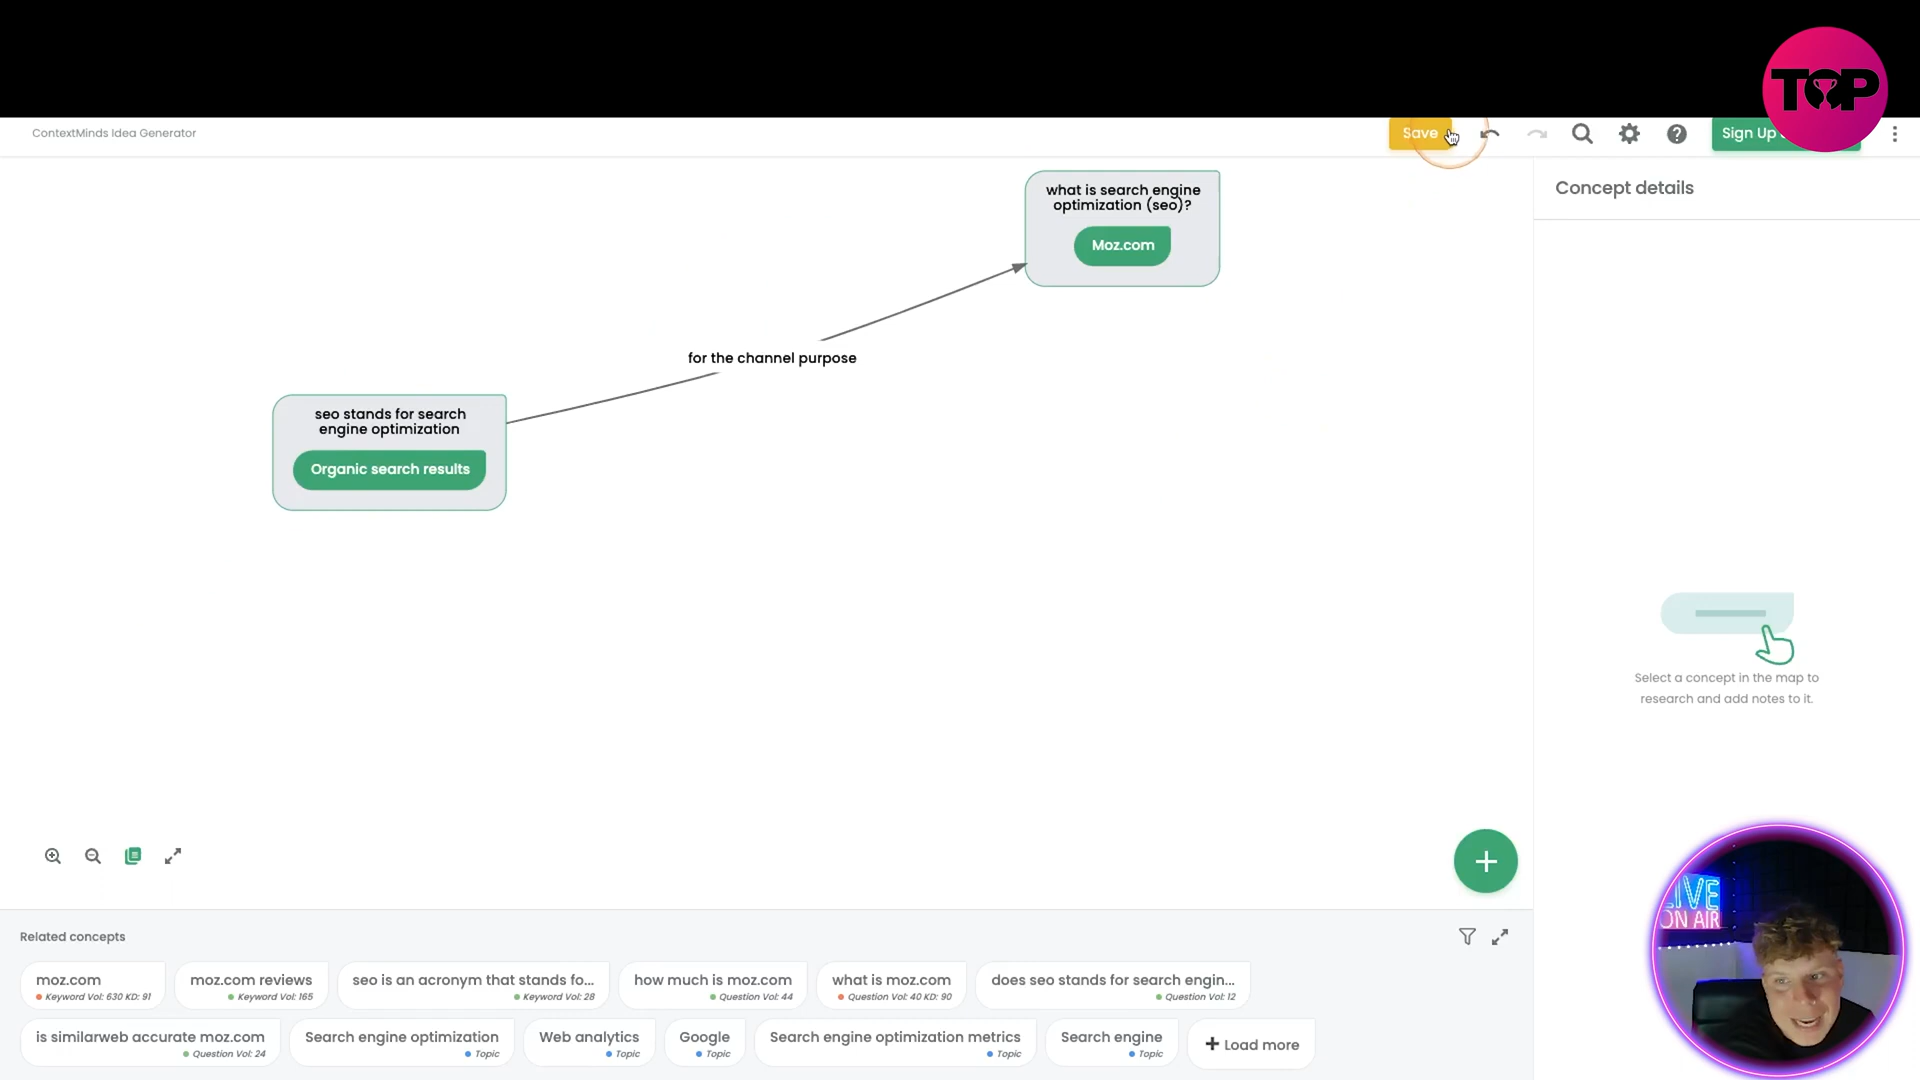 TOP
ContextMinds Idea Generator
Save
Sign Up
Concept details
what is search engine
optimization (seo)?
Moz.com
for the channel purpose
seo stands for search
engine optimization
Organic search results
Select a concept in the map to
research and add notes to it.
LIVE
ON AIR
Related concepts
moz.com
Keyword Vol: 630 KD: 91
moz.com reviews
Keyword Vol: 165
seo is an acronym that stands fo...
Keyword Vol: 28
how much is moz.com
Question Vol: 44
what is moz.com
Question Vol: 40 KD: 90
does seo stands for search engin...
Question Vol: 12
is similarweb accurate moz.com
Question Vol: 24
Search engine optimization
Topic
Web analytics
Topic
Google
Topic
Search engine optimization metrics
Topic
Search engine
Topic
+ Load more